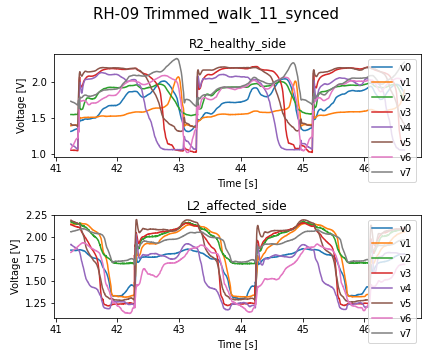 RH-09 Trimmed_walk_11_synced
R2_healthy_side
Voltage [V]
2.0
1.5
1.0
41 42 43 44 45 46
Time [s]
v0
v1
v2
v3
v4
v5
v6
v7
L2_affected_side
Voltage [V]
2.25
2.00
1.75
1.50
1.25
41 42 43 44 45 46
Time [s]
v0
v1
v2
v3
v4
v5
v6
v7